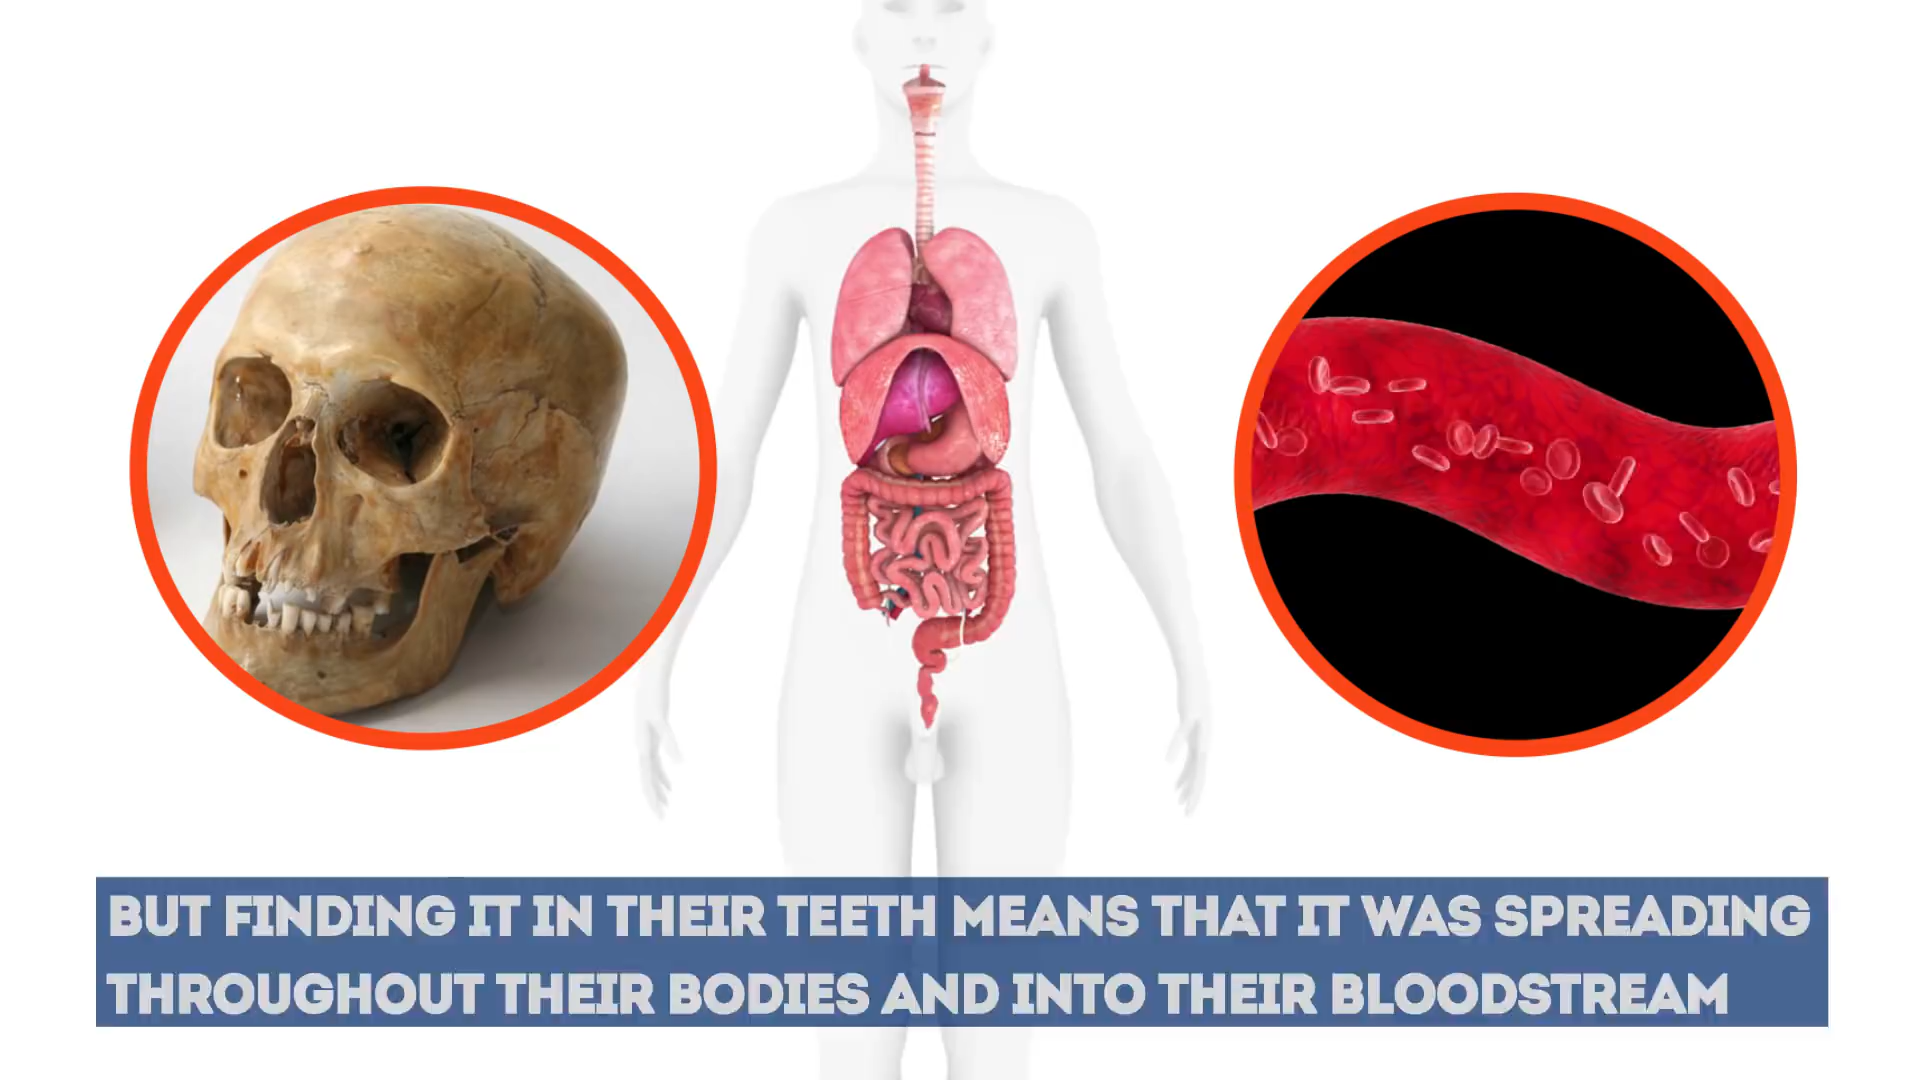 BUT FINDING IT IN THEIR TEETH MEANS THAT IT WAS SPREADING
THROUGHOUT THEIR BODIES AND INTO THEIR BLOODSTREAM